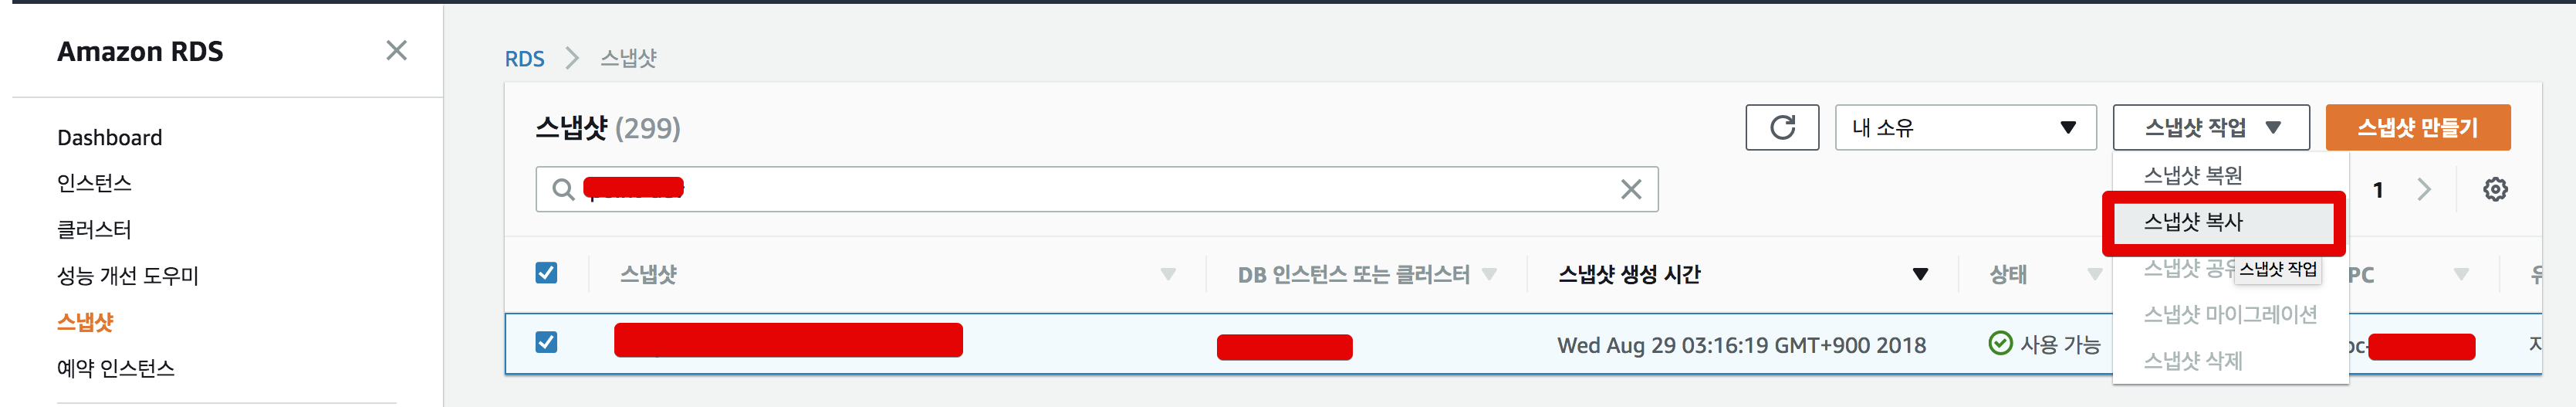 Amazon RDS
Dashboard
인스턴스
클러스터
성능 개선 도우미
스냅샷
예약 인스턴스
RDS 스냅샷
스냅샷 (299)
내 소유
스냅샷 작업
스냅샷 만들기
스냅샷 복원
스냅샷 복사
스냅샷 공유
스냅샷 작업
스냅샷 마이그레이션
스냅샷 삭제
1
스냅샷 DB 인스턴스 또는 클러스터 스냅샷 생성 시간 상태 PC
Wed Aug 29 03:16:19 GMT+900 2018 사용 가능